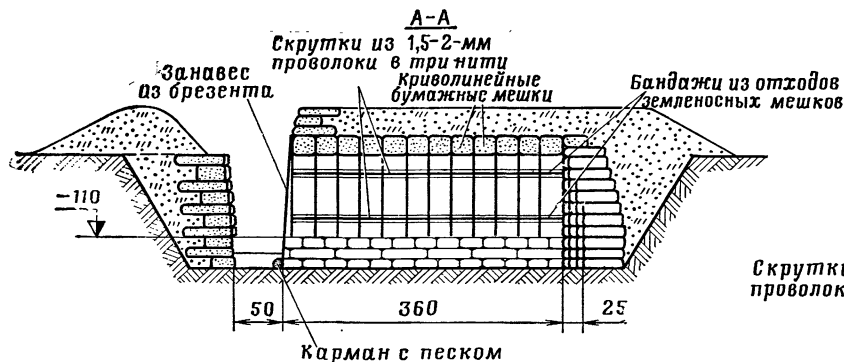 А-А
Скрутки из 1,5-2-мм
проволоки в три нити
Занавес
из брезента
криволинейные
бумажные мешки
Бандажи из отходов
землекосных мешков
-110
Скрутки
проволок
50
360
25
Карман с песком